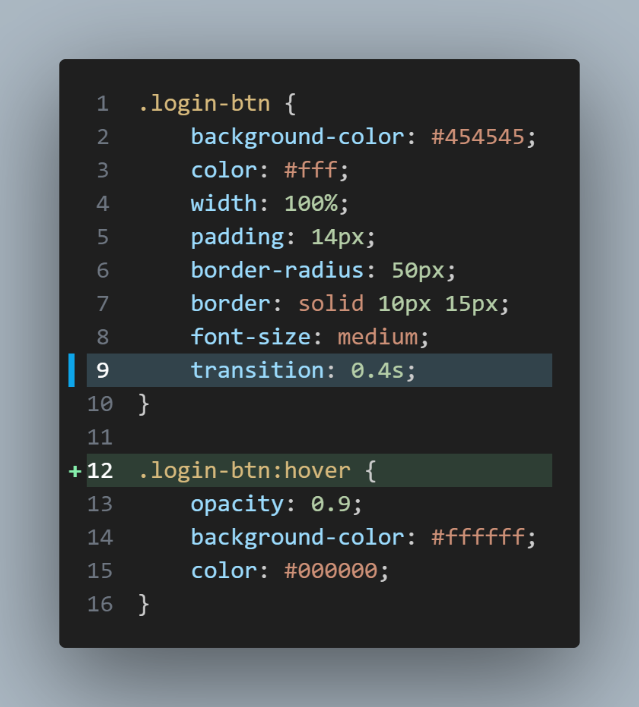 1 .login-btn {
2     background-color: #454545;
3     color: #fff;
4     width: 100%;
5     padding: 14px;
6     border-radius: 50px;
7     border: solid 10px 15px;
8     font-size: medium;
9     transition: 0.4s;
10 }
11
+ 12 .login-btn:hover {
13     opacity: 0.9;
14     background-color: #ffffff;
15     color: #000000;
16 }